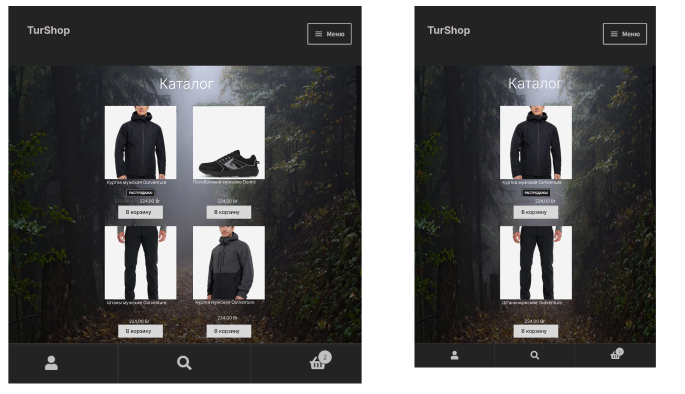 TurShop
Меню
Каталог
Куртка мужская Outventure
РАСПРОДАЖА!
224,00 Br
В корзину
Полуботинки мужские Demix
224,00 Br
В корзину
Штаны мужские Outventure
224,00 Br
В корзину
Куртка мужская Outventure
224,00 Br
В корзину
2
TurShop
Меню
Каталог
Куртка мужская Outventure
РАСПРОДАЖА!
224,00 Br
В корзину
Штаны мужские Outventure
224,00 Br
В корзину
2